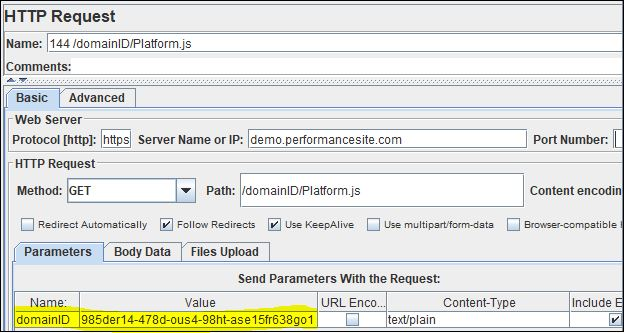 HTTP Request
Name: 144 /domainID/Platform.js
Comments:
Basic Advanced
Web Server
Protocol [http]: https Server Name or IP: demo.performancesite.com Port Number:
HTTP Request
Method: GET Path: /domainID/Platform.js Content encoding
Redirect Automatically Follow Redirects Use KeepAlive Use multipart/form-data Browser-compatible
Parameters Body Data Files Upload
Send Parameters With the Request:
Name: Value URL Enco... Content-Type Include E
domainID 985der14-478d-ous4-98ht-ase15fr638go1 text/plain